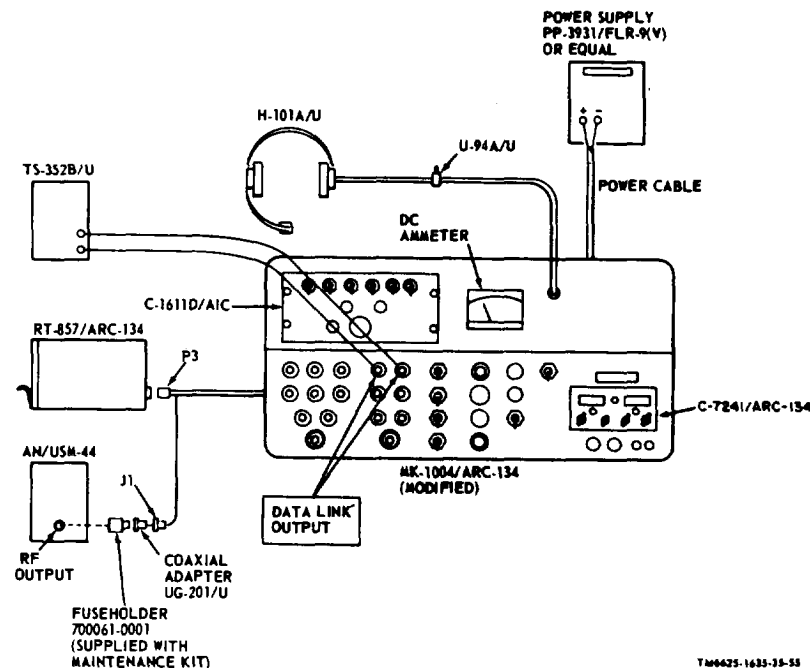 POWER SUPPLY
PP-3931/FLR-9(V)
OR EQUAL
+ −
H-101A/U
U-94A/U
TS-352B/U
POWER CABLE
DC
AMMETER
C-1611D/AIC
RT-857/ARC-134
P3
C-7241/ARC-134
AN/USM-44
J1
MK-1004/ARC-134
(MODIFIED)
DATA LINK
OUTPUT
RF
OUTPUT
COAXIAL
ADAPTER
UG-201/U
FUSEHOLDER
700061-0001
(SUPPLIED WITH
MAINTENANCE KIT)
TM6625-1635-35-58